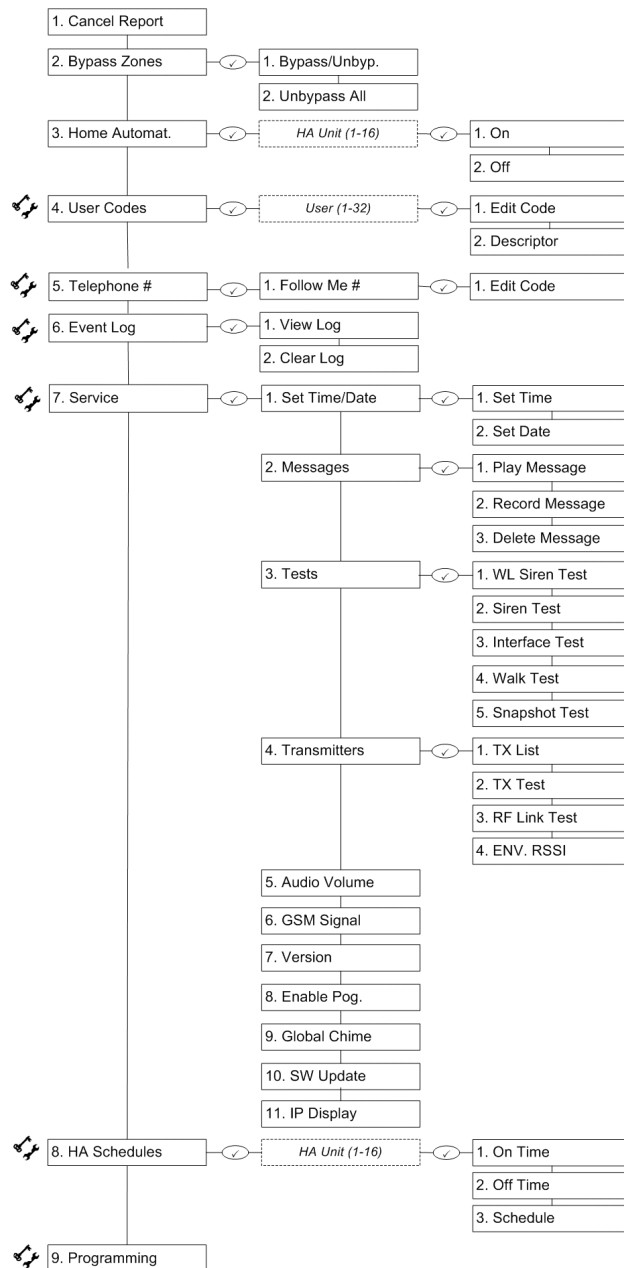 1. Cancel Report
2. Bypass Zones
1. Bypass/Unbyp.
2. Unbypass All
3. Home Automat.
HA Unit (1-16)
1. On
2. Off
4. User Codes
User (1-32)
1. Edit Code
2. Descriptor
5. Telephone #
1. Follow Me #
1. Edit Code
6. Event Log
1. View Log
2. Clear Log
7. Service
1. Set Time/Date
1. Set Time
2. Set Date
2. Messages
1. Play Message
2. Record Message
3. Delete Message
3. Tests
1. WL Siren Test
2. Siren Test
3. Interface Test
4. Walk Test
5. Snapshot Test
4. Transmitters
1. TX List
2. TX Test
3. RF Link Test
4. ENV. RSSI
5. Audio Volume
6. GSM Signal
7. Version
8. Enable Pog.
9. Global Chime
10. SW Update
11. IP Display
8. HA Schedules
HA Unit (1-16)
1. On Time
2. Off Time
3. Schedule
9. Programming